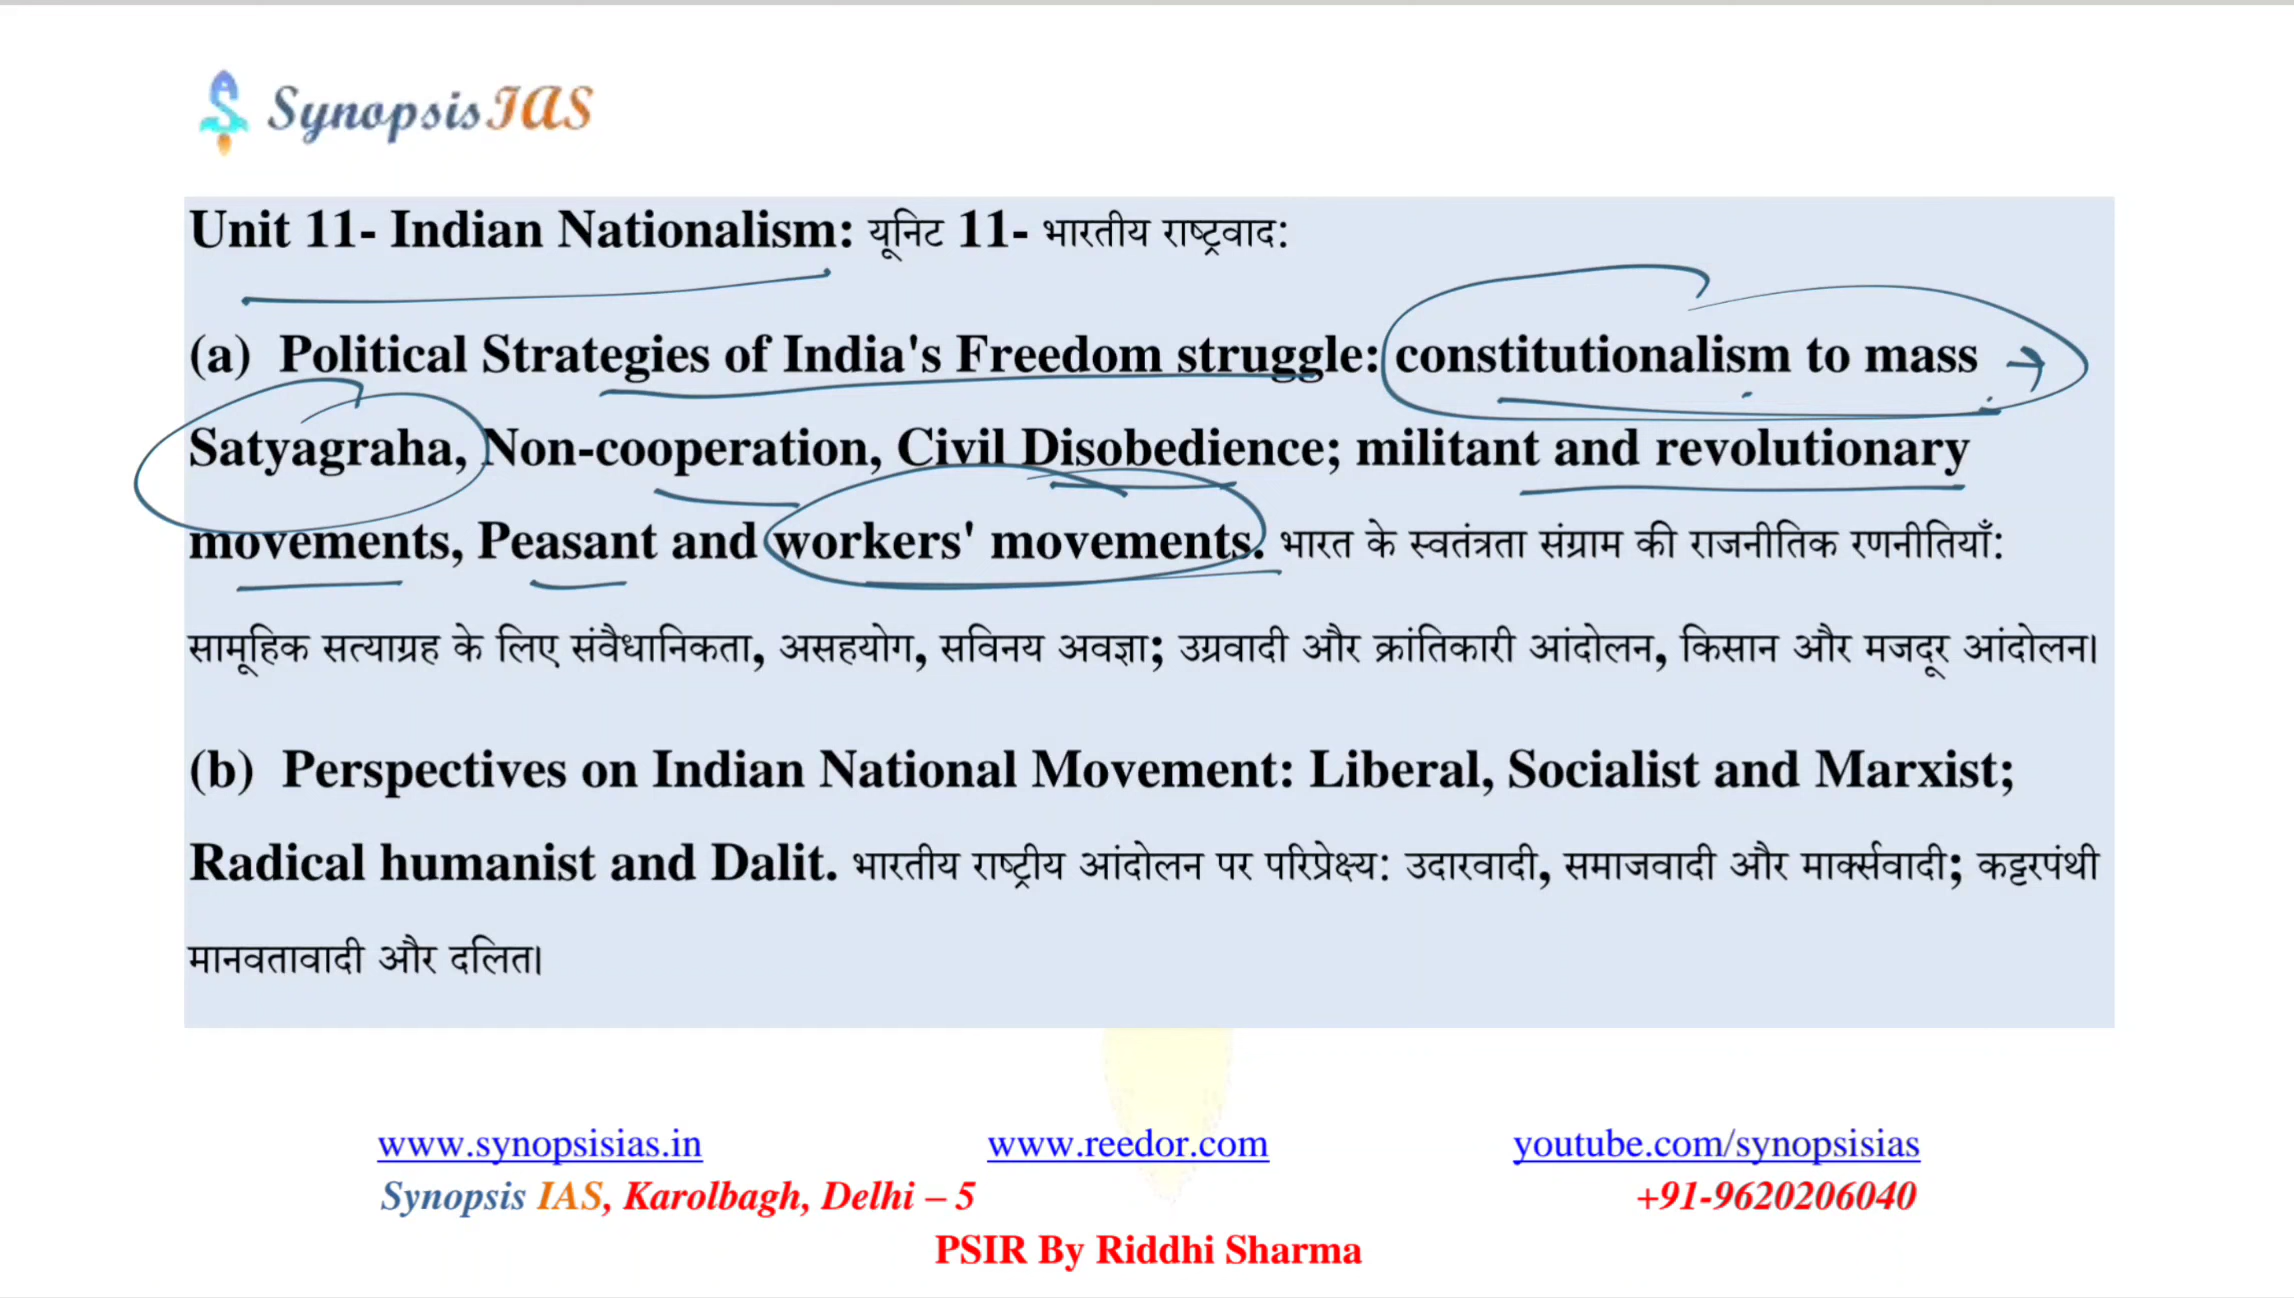 Synopsis IAS
Unit 11- Indian Nationalism: यूनिट 11- भारतीय राष्ट्रवाद:
(a) Political Strategies of India's Freedom struggle: constitutionalism to mass
Satyagraha, Non-cooperation, Civil Disobedience; militant and revolutionary
movements, Peasant and workers' movements. भारत के स्वतंत्रता संग्राम की राजनीतिक रणनीतियाँ:
सामूहिक सत्याग्रह के लिए संवैधानिकता, असहयोग, सविनय अवज्ञा; उग्रवादी और क्रांतिकारी आंदोलन, किसान और मजदूर आंदोलन।
(b) Perspectives on Indian National Movement: Liberal, Socialist and Marxist;
Radical humanist and Dalit. भारतीय राष्ट्रीय आंदोलन पर परिप्रेक्ष्य: उदारवादी, समाजवादी और मार्क्सवादी; कट्टरपंथी
मानवतावादी और दलित।
www.synopsisias.in www.reedor.com youtube.com/synopsisias
Synopsis IAS, Karolbagh, Delhi – 5 +91-9620206040
PSIR By Riddhi Sharma